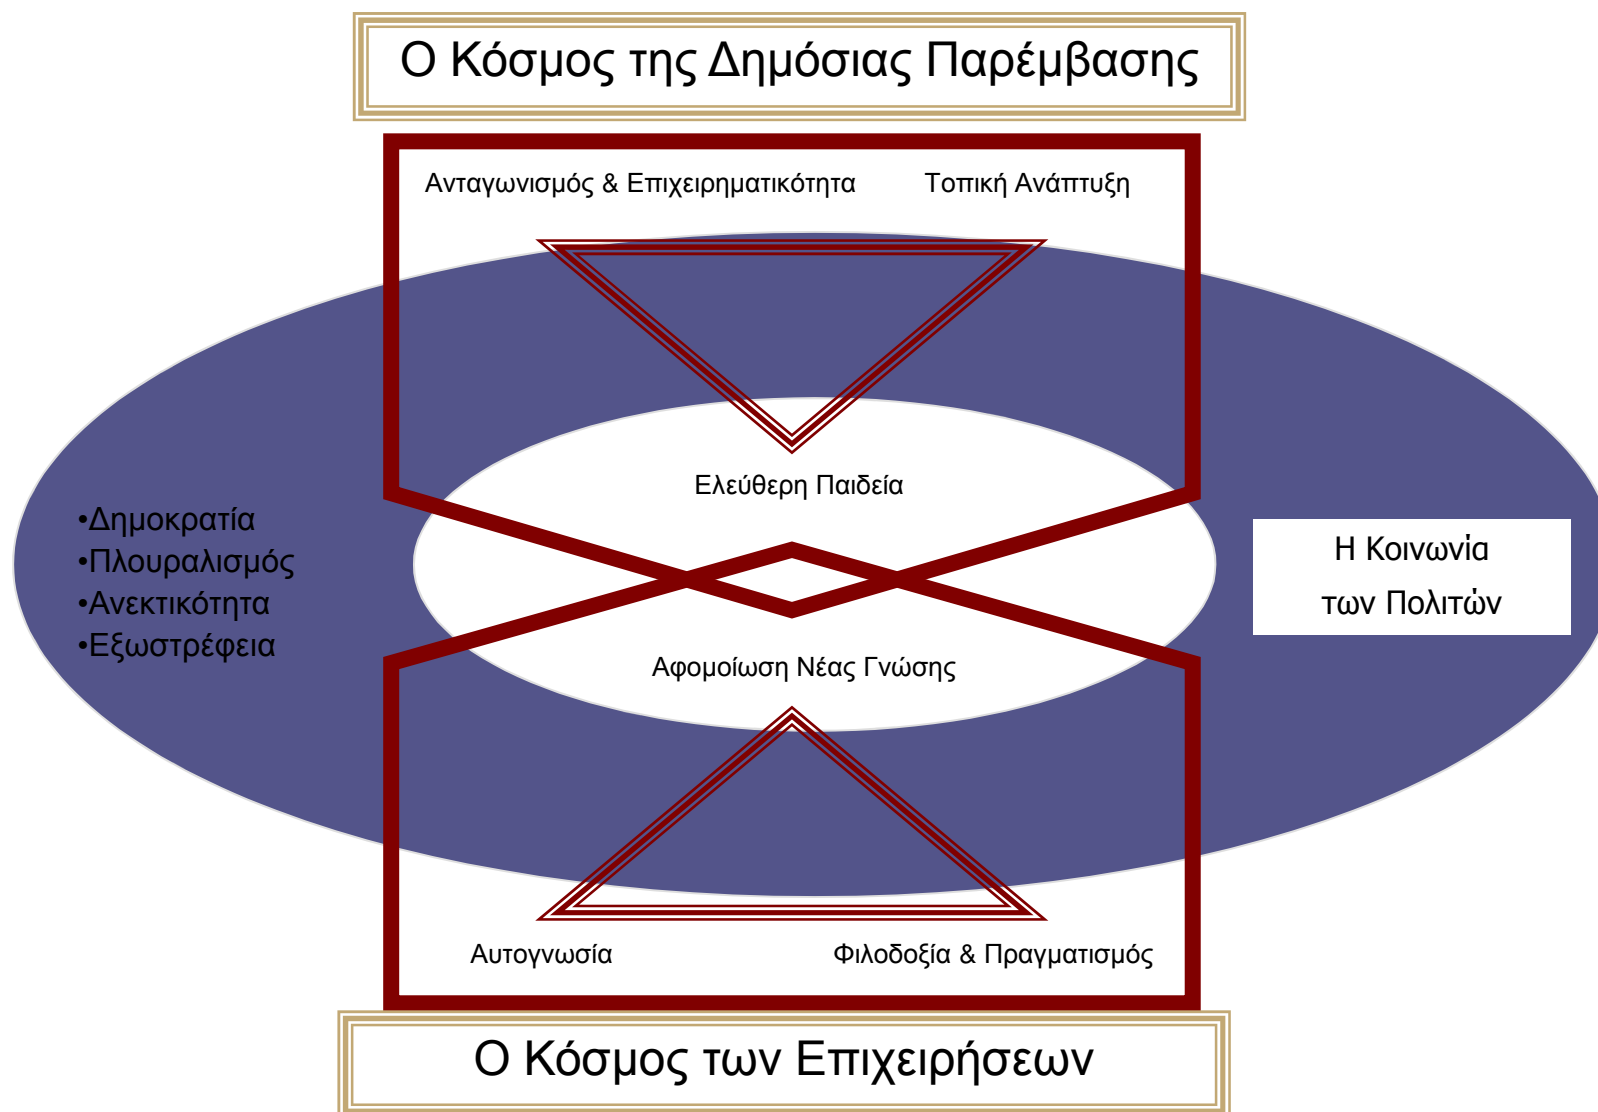 Ο Κόσμος της Δημόσιας Παρέμβασης
Ανταγωνισμός & Επιχειρηματικότητα
Τοπική Ανάπτυξη
Ελεύθερη Παιδεία
•Δημοκρατία
•Πλουραλισμός
•Ανεκτικότητα
•Εξωστρέφεια
Η Κοινωνία
των Πολιτών
Αφομοίωση Νέας Γνώσης
Αυτογνωσία
Φιλοδοξία & Πραγματισμός
Ο Κόσμος των Επιχειρήσεων